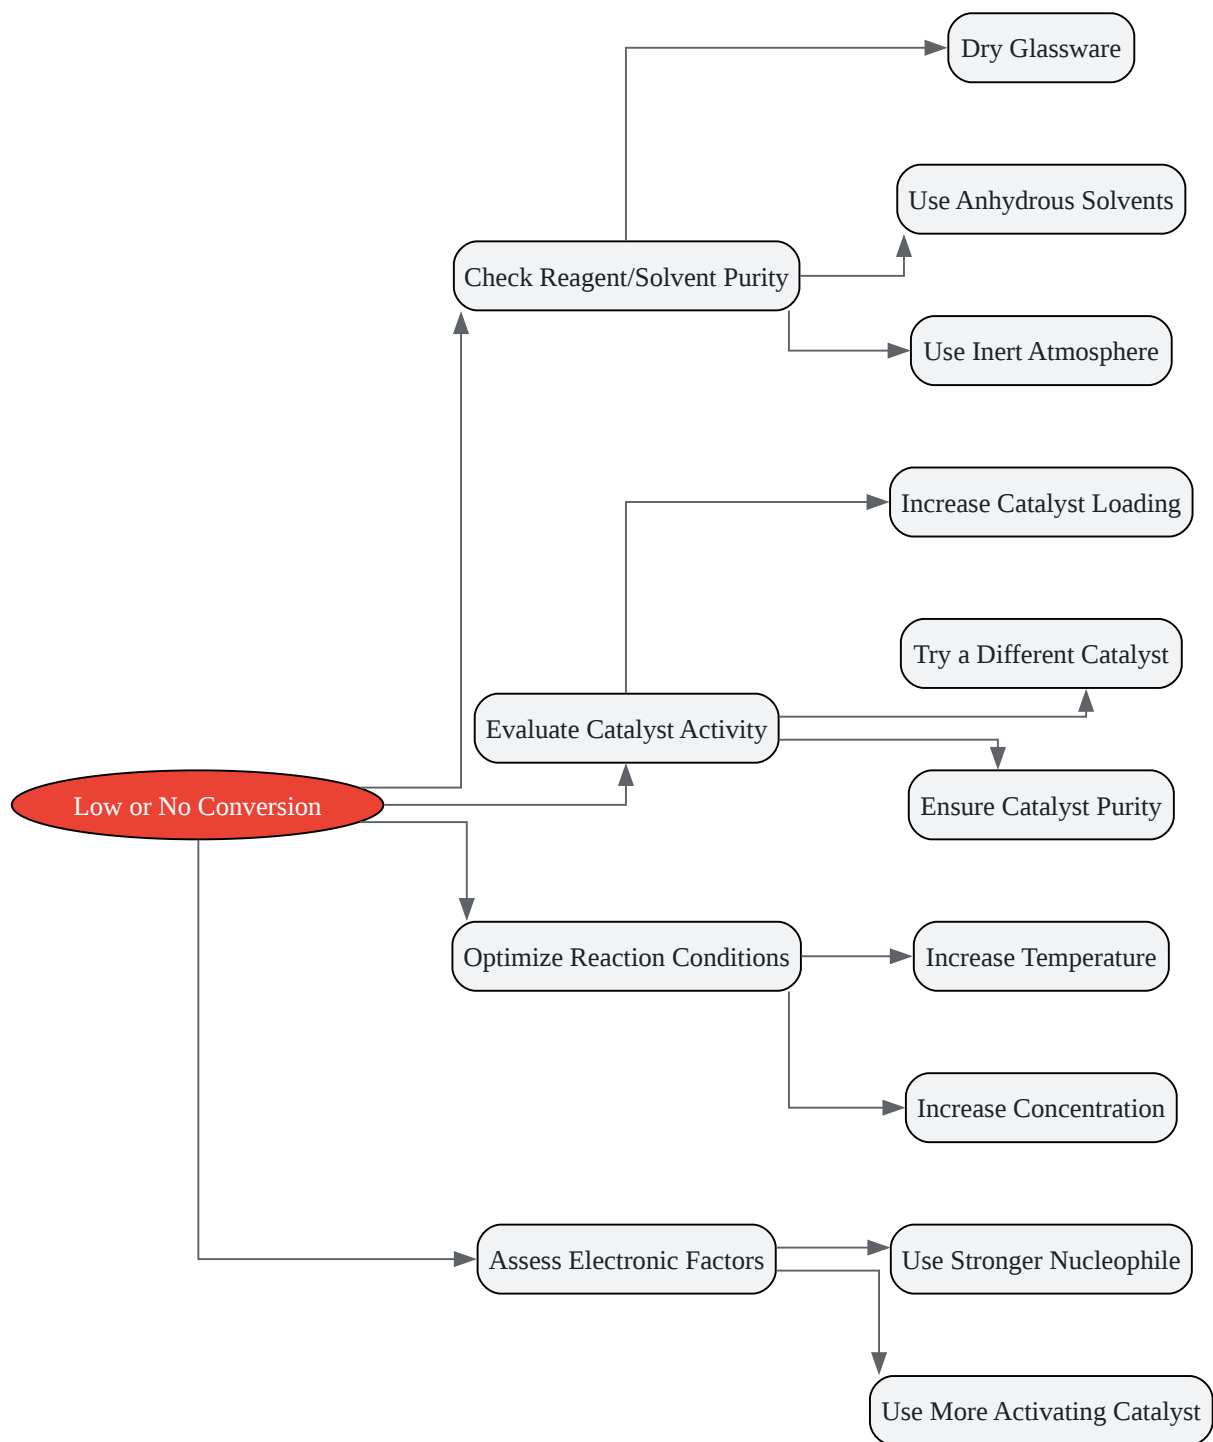 Low or No Conversion
Check Reagent/Solvent Purity
Dry Glassware
Use Anhydrous Solvents
Use Inert Atmosphere
Evaluate Catalyst Activity
Increase Catalyst Loading
Try a Different Catalyst
Ensure Catalyst Purity
Optimize Reaction Conditions
Increase Temperature
Increase Concentration
Assess Electronic Factors
Use Stronger Nucleophile
Use More Activating Catalyst